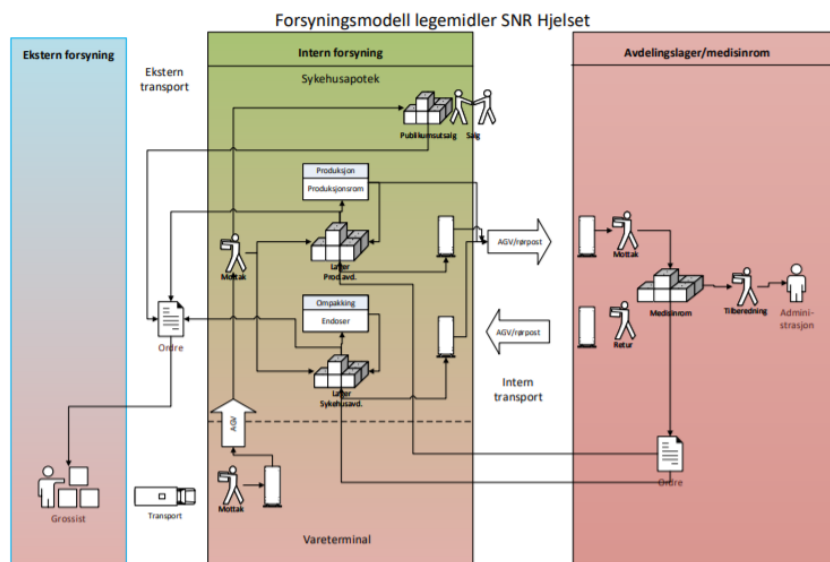 Forsyningsmodell legemidler SNR Hjelset
Ekstern forsyning
Intern forsyning
Avdelingslager/medisinrom
Ekstern
transport
Sykehusapotek
Publikumsutsalg
Salg
Produksjon
Produksjonsrom
Mottak
Lager
Prod.avd.
AGV/rørpost
Mottak
Medisinrom
Tilberedning
Admini-
strasjon
Ompakking
Endoser
Ordre
AGV/rørpost
Retur
Lager
Sykehusavd.
Intern
transport
AGV
Mottak
Ordre
Grossist
Transport
Vareterminal